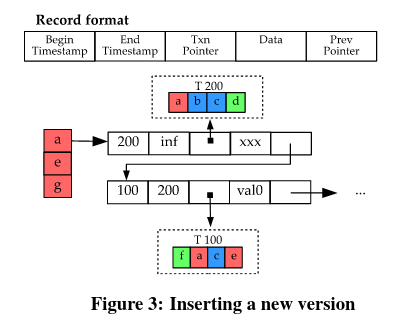 Record format
Begin Timestamp End Timestamp Txn Pointer Data Prev Pointer
T 200
a b c d
a 200 inf xxx
e
g 100 200 val0 ...
T 100
f a c e
Figure 3: Inserting a new version